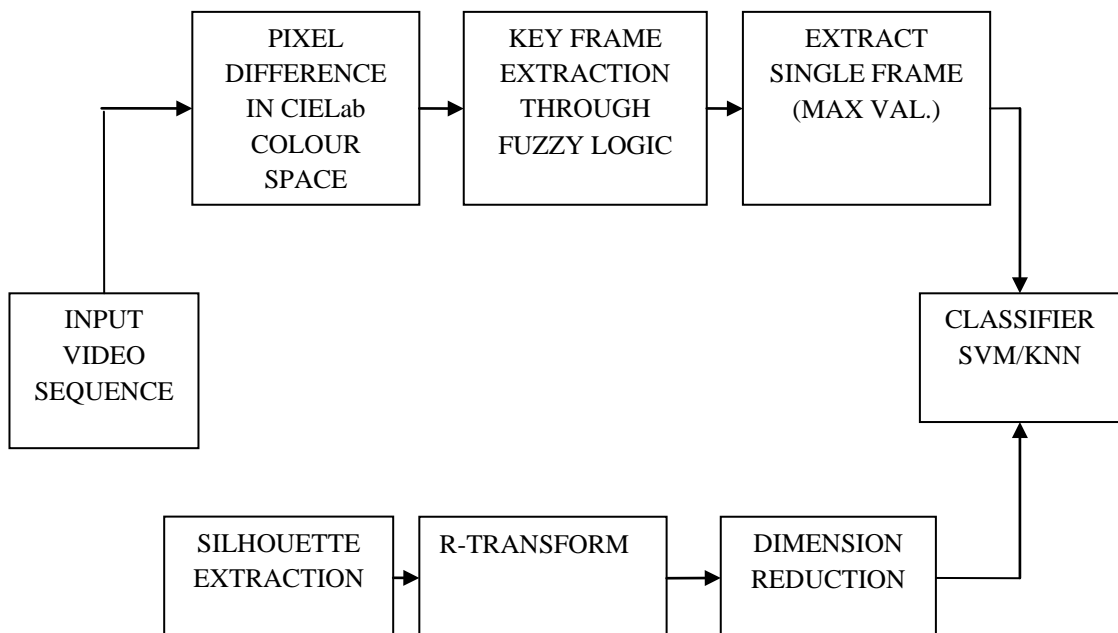 PIXEL
DIFFERENCE
IN CIELab
COLOUR
SPACE
KEY FRAME
EXTRACTION
THROUGH
FUZZY LOGIC
EXTRACT
SINGLE FRAME
(MAX VAL.)
INPUT
VIDEO
SEQUENCE
CLASSIFIER
SVM/KNN
SILHOUETTE
EXTRACTION
R-TRANSFORM
DIMENSION
REDUCTION